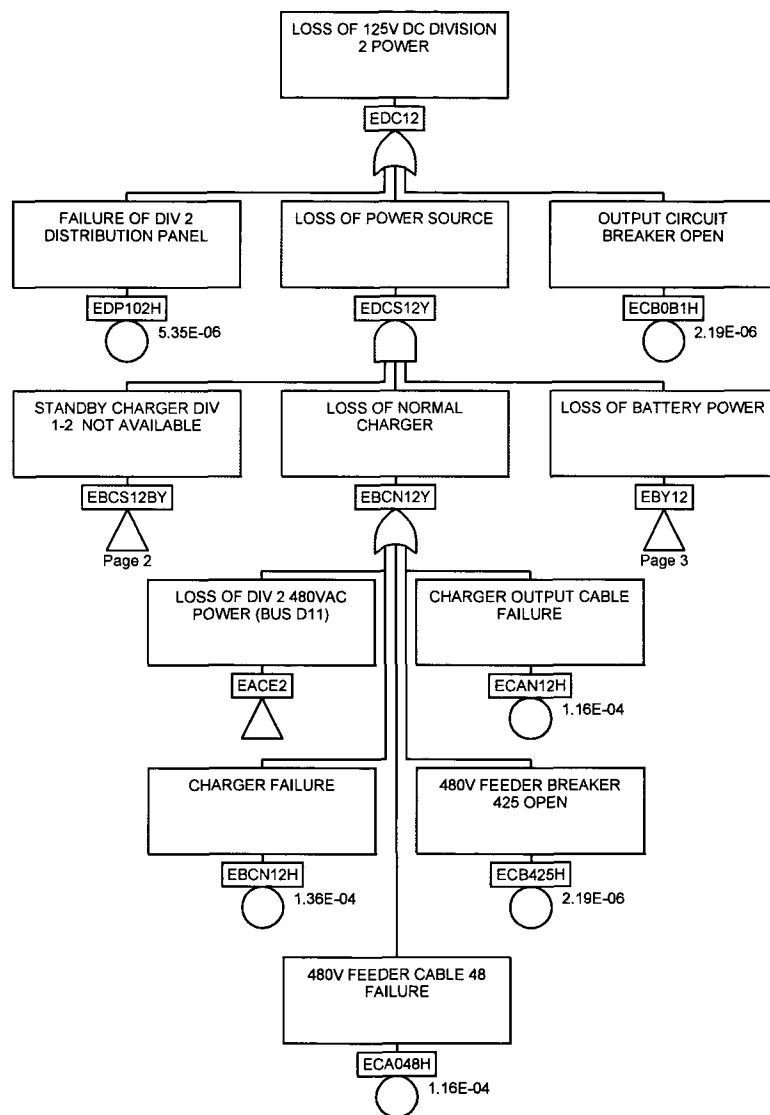 LOSS OF 125V DC DIVISION
2 POWER
EDC12
FAILURE OF DIV 2
DISTRIBUTION PANEL
LOSS OF POWER SOURCE
OUTPUT CIRCUIT
BREAKER OPEN
EDP102H
5.35E-06
EDCS12Y
ECB0B1H
2.19E-06
STANDBY CHARGER DIV
1-2 NOT AVAILABLE
LOSS OF NORMAL
CHARGER
LOSS OF BATTERY POWER
EBCS12BY
Page 2
EBCN12Y
EBY12
Page 3
LOSS OF DIV 2 480VAC
POWER (BUS D11)
CHARGER OUTPUT CABLE
FAILURE
EACE2
ECAN12H
1.16E-04
CHARGER FAILURE
480V FEEDER BREAKER
425 OPEN
EBCN12H
1.36E-04
ECB425H
2.19E-06
480V FEEDER CABLE 48
FAILURE
ECA048H
1.16E-04